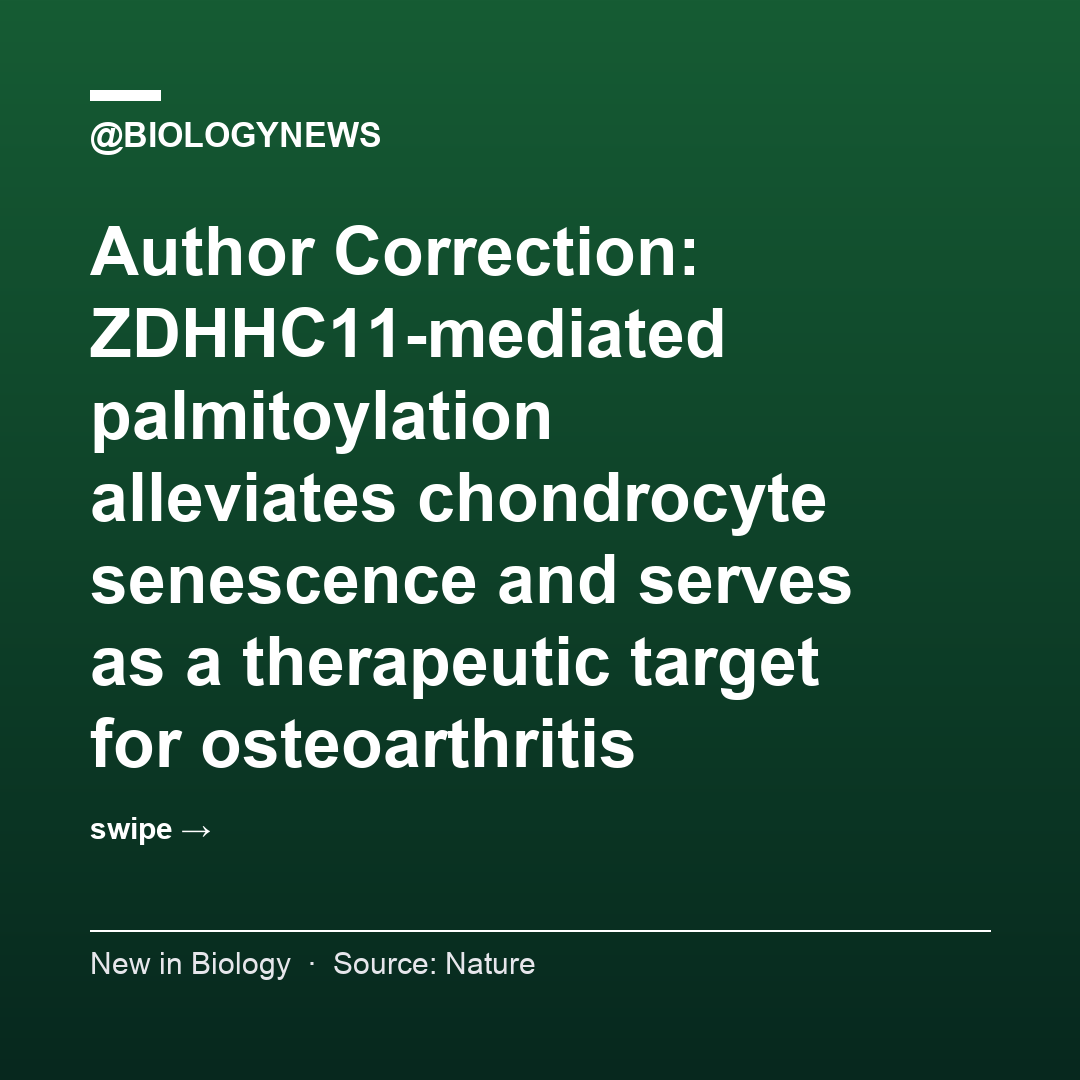 @BIOLOGYNEWS
Author Correction:
ZDHHC11-mediated
palmitoylation
alleviates chondrocyte
senescence and serves
as a therapeutic target
for osteoarthritis
swipe →
New in Biology · Source: Nature